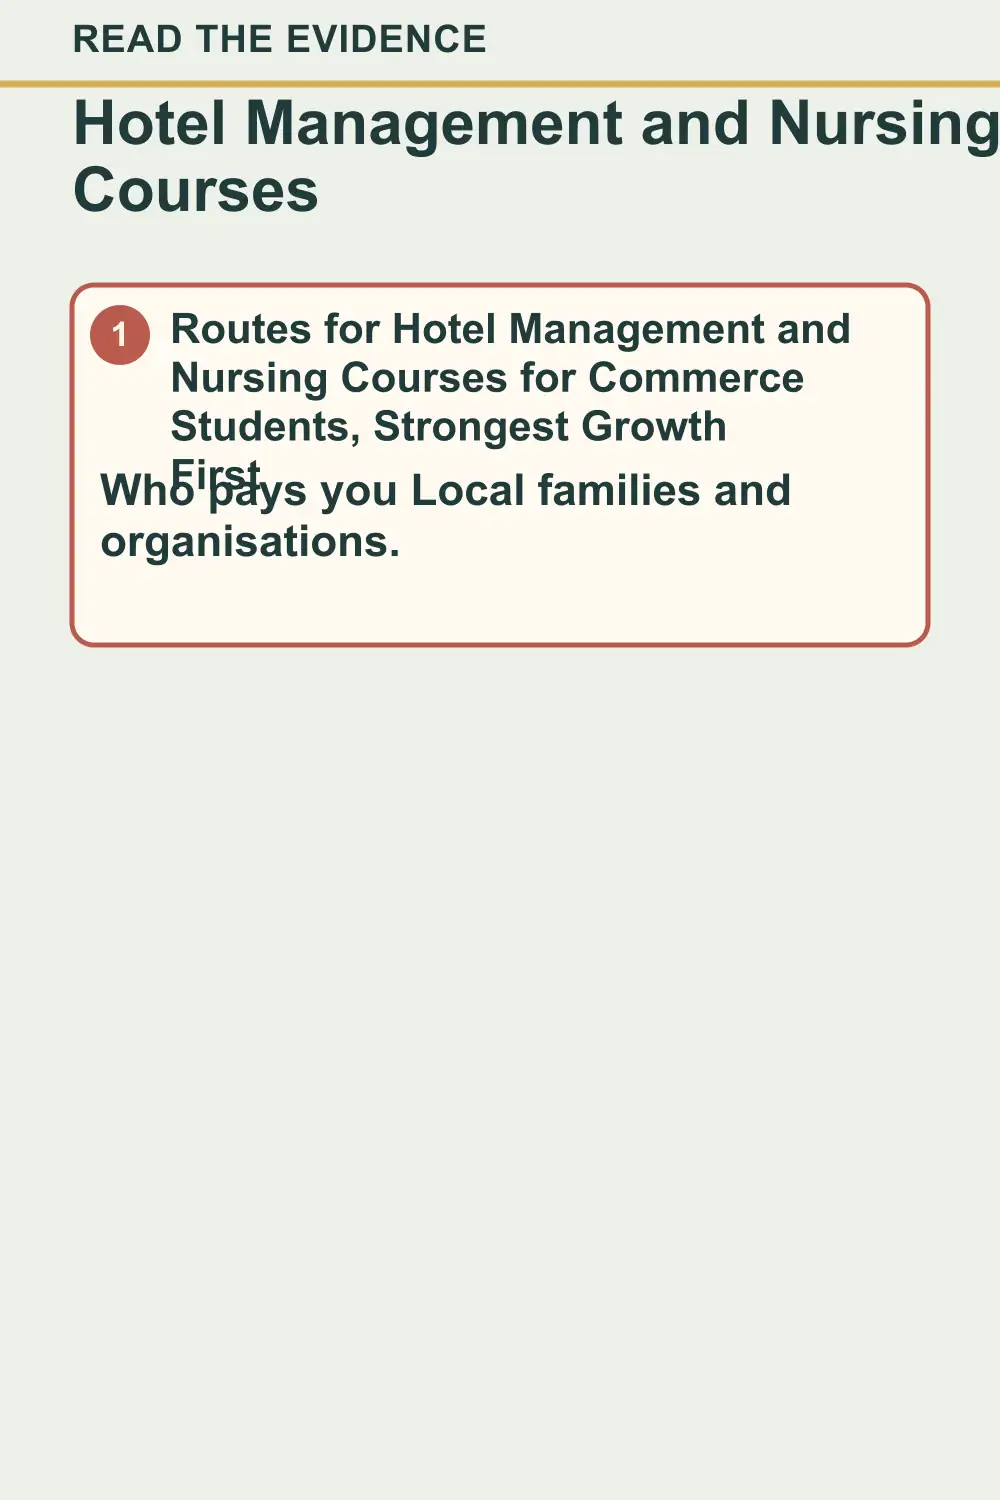 READ THE EVIDENCE
Hotel Management and Nursing
Courses
1
Routes for Hotel Management and
Nursing Courses for Commerce
Students, Strongest Growth
First
Who pays you Local families and
organisations.